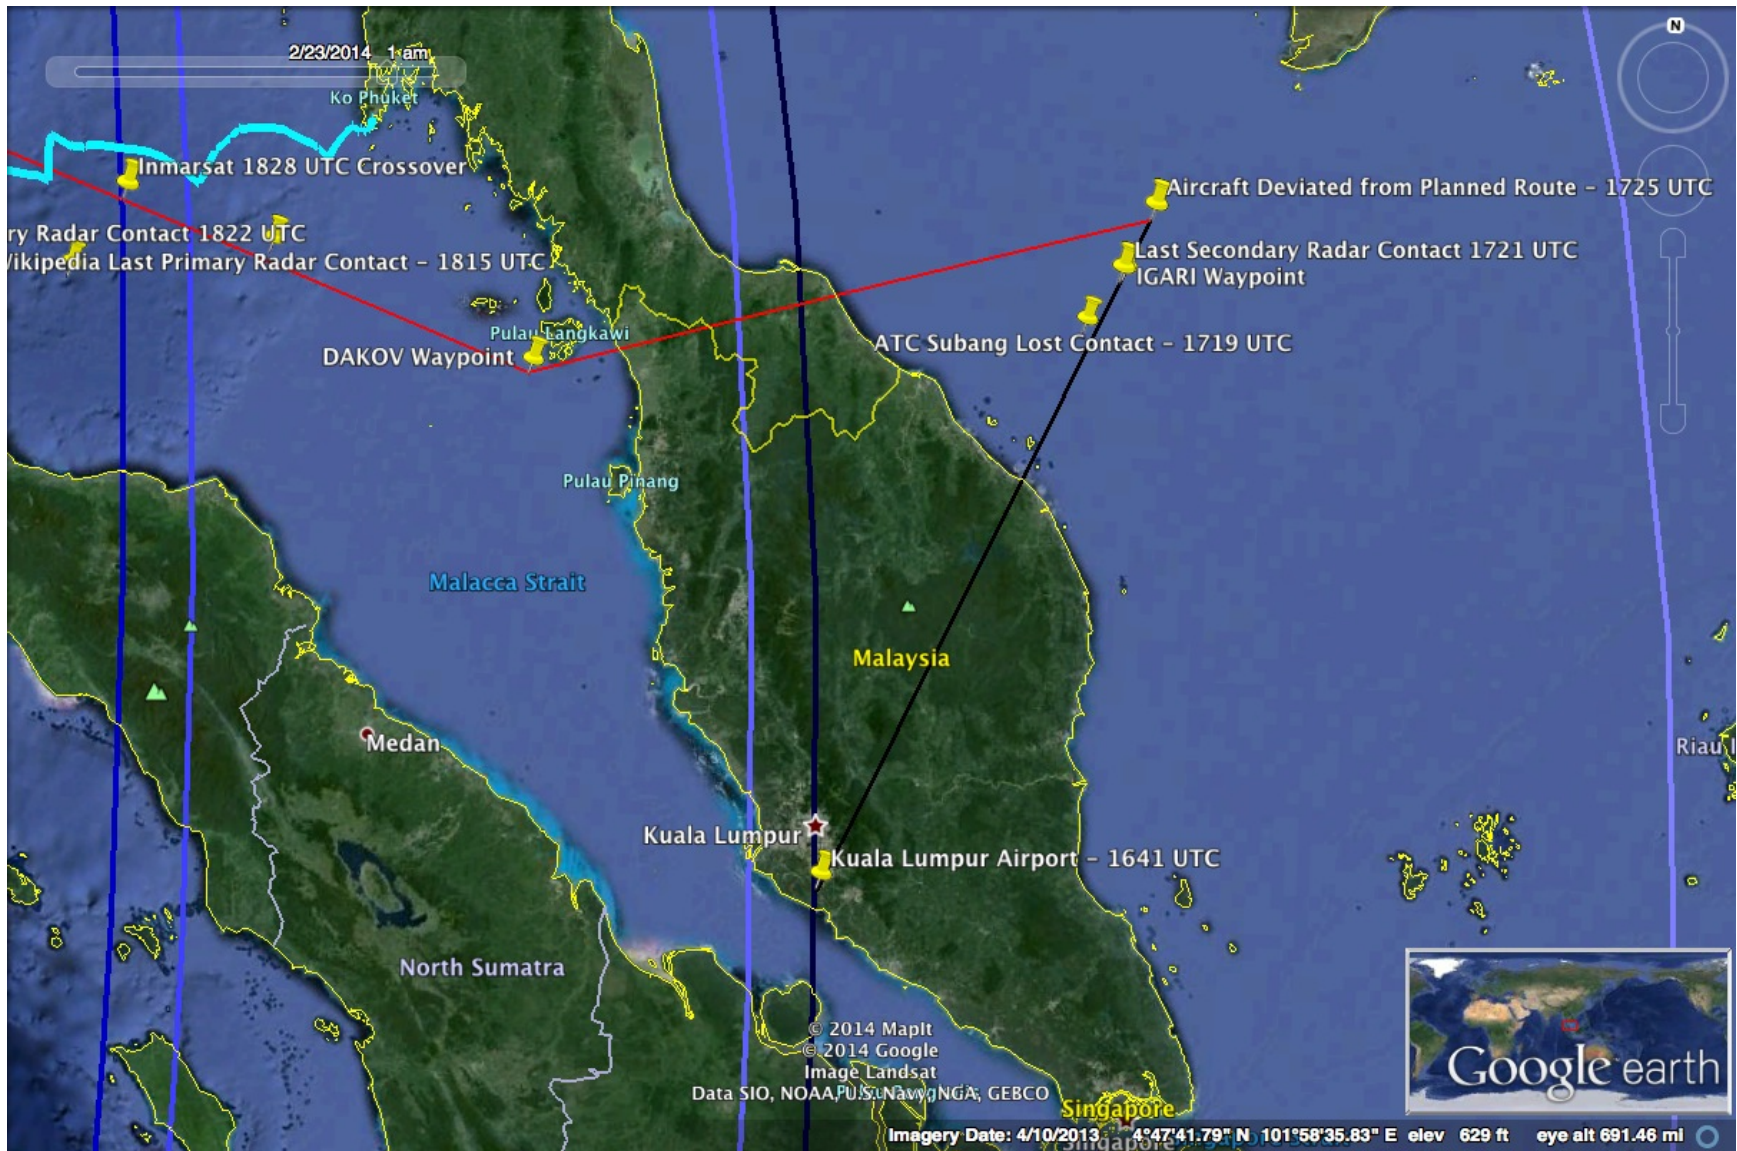 N
2/23/2014 1 am
Ko Phuket
Inmarsat 1828 UTC Crossover
Aircraft Deviated from Planned Route – 1725 UTC
ry Radar Contact 1822 UTC
Last Secondary Radar Contact 1721 UTC
ikipedia Last Primary Radar Contact – 1815 UTC
IGARI Waypoint
Pulau Langkawi
ATC Subang Lost Contact – 1719 UTC
DAKOV Waypoint
Pulau Pinang
Malacca Strait
Malaysia
Medan
Riau I
Kuala Lumpur
Kuala Lumpur Airport – 1641 UTC
North Sumatra
© 2014 MapIt
© 2014 Google
Image Landsat
Data SIO, NOAA, U.S. Navy, NGA, GEBCO
Google earth
Singapore
Imagery Date: 4/10/2013 4°47'41.79" N 101°58'35.83" E elev 629 ft eye alt 691.46 mi
Singapore